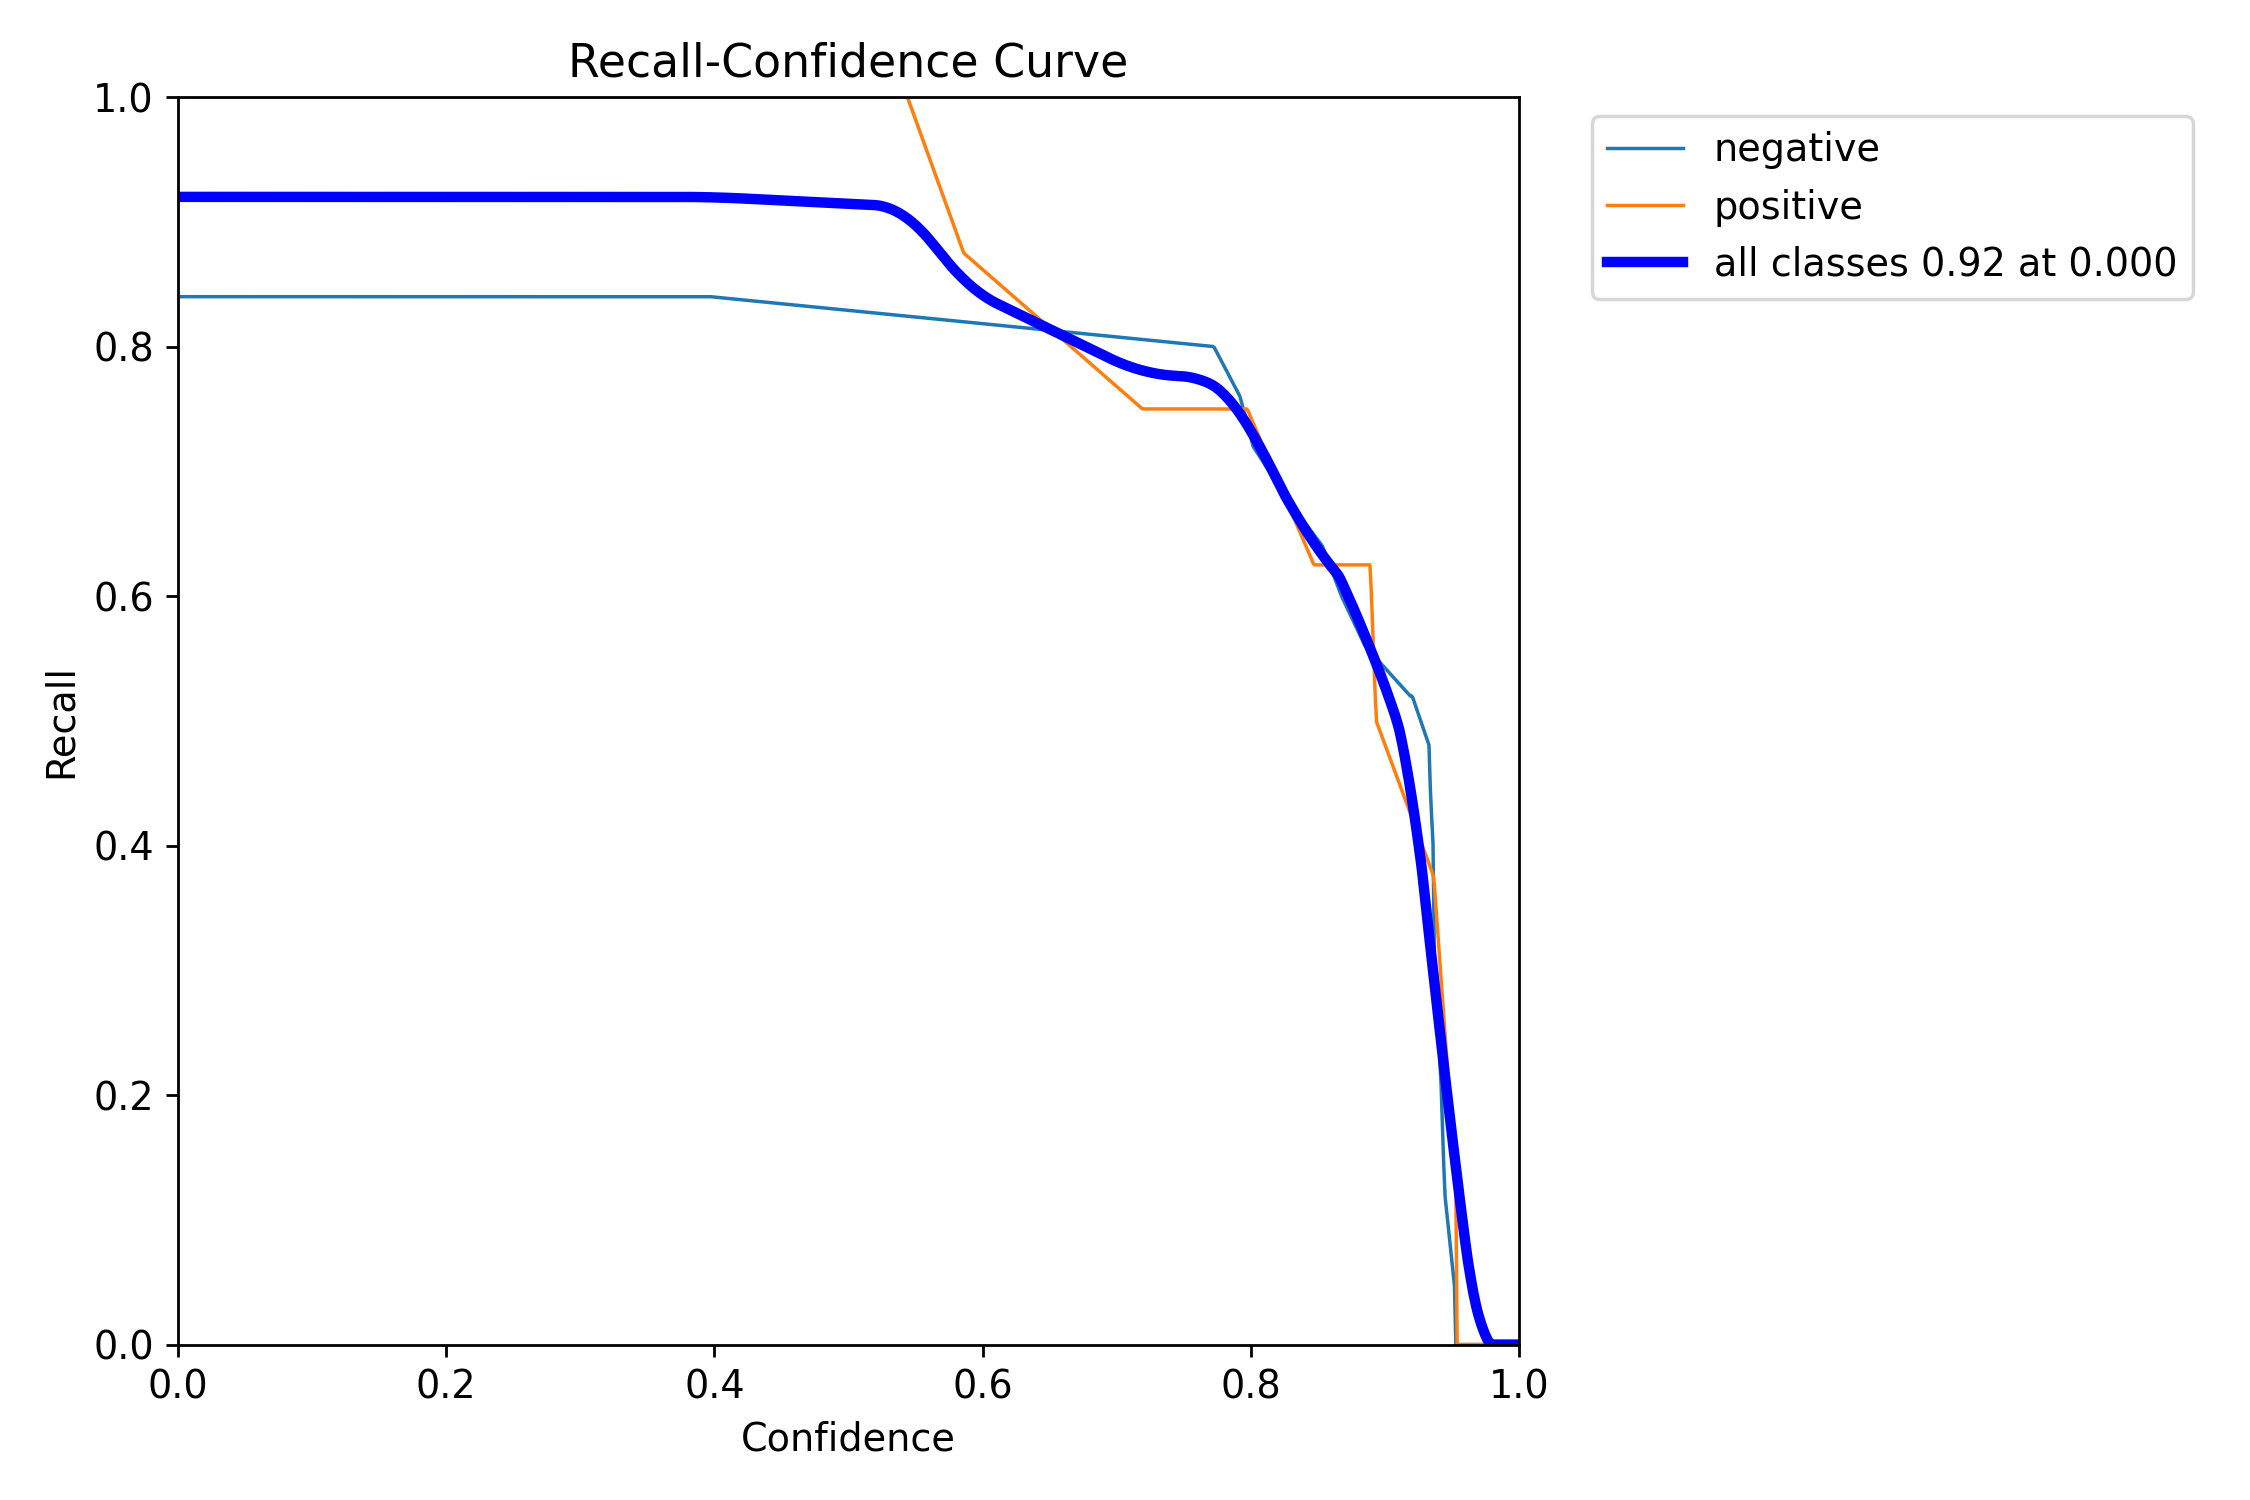 Recall-Confidence Curve
1.0
0.8
0.6
0.4
0.2
0.0
Recall
0.0 0.2 0.4 0.6 0.8 1.0
Confidence
negative
positive
all classes 0.92 at 0.000